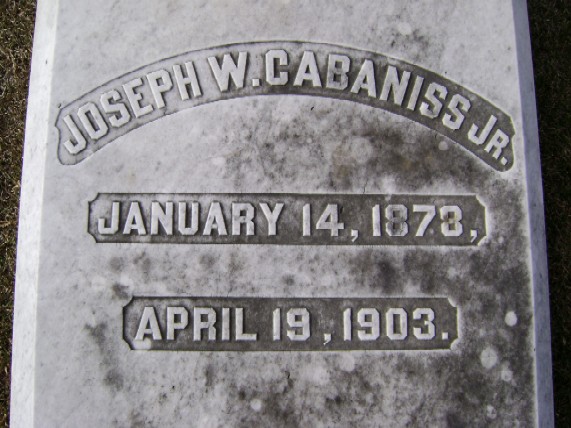 JOSEPH W. CABANISS JR.
JANUARY 14, 1873,
APRIL 19, 1903.